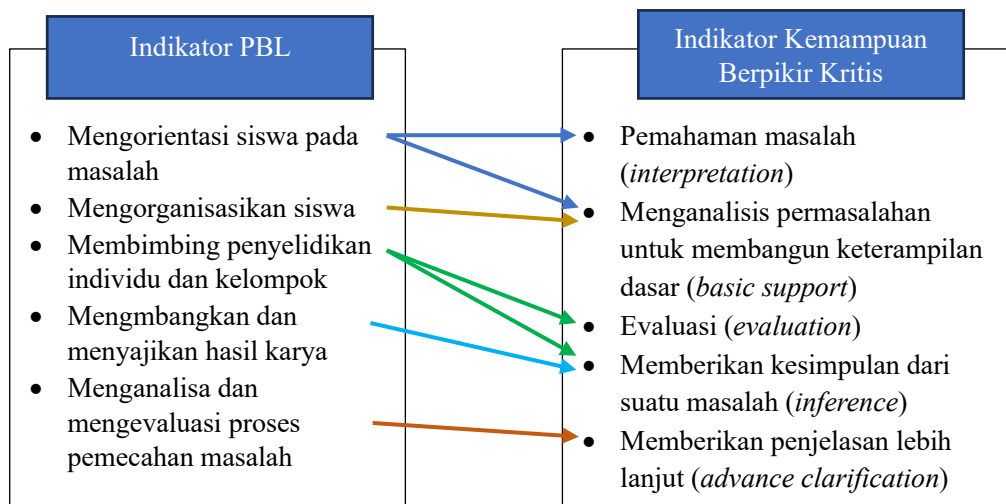 Indikator PBL
• Mengorientasi siswa pada
masalah
• Mengorganisasikan siswa
• Membimbing penyelidikan
individu dan kelompok
• Mengmbangkan dan
menyajikan hasil karya
• Menganalisa dan
mengevaluasi proses
pemecahan masalah
Indikator Kemampuan
Berpikir Kritis
• Pemahaman masalah
(interpretation)
• Menganalisis permasalahan
untuk membangun keterampilan
dasar (basic support)
• Evaluasi (evaluation)
• Memberikan kesimpulan dari
suatu masalah (inference)
• Memberikan penjelasan lebih
lanjut (advance clarification)